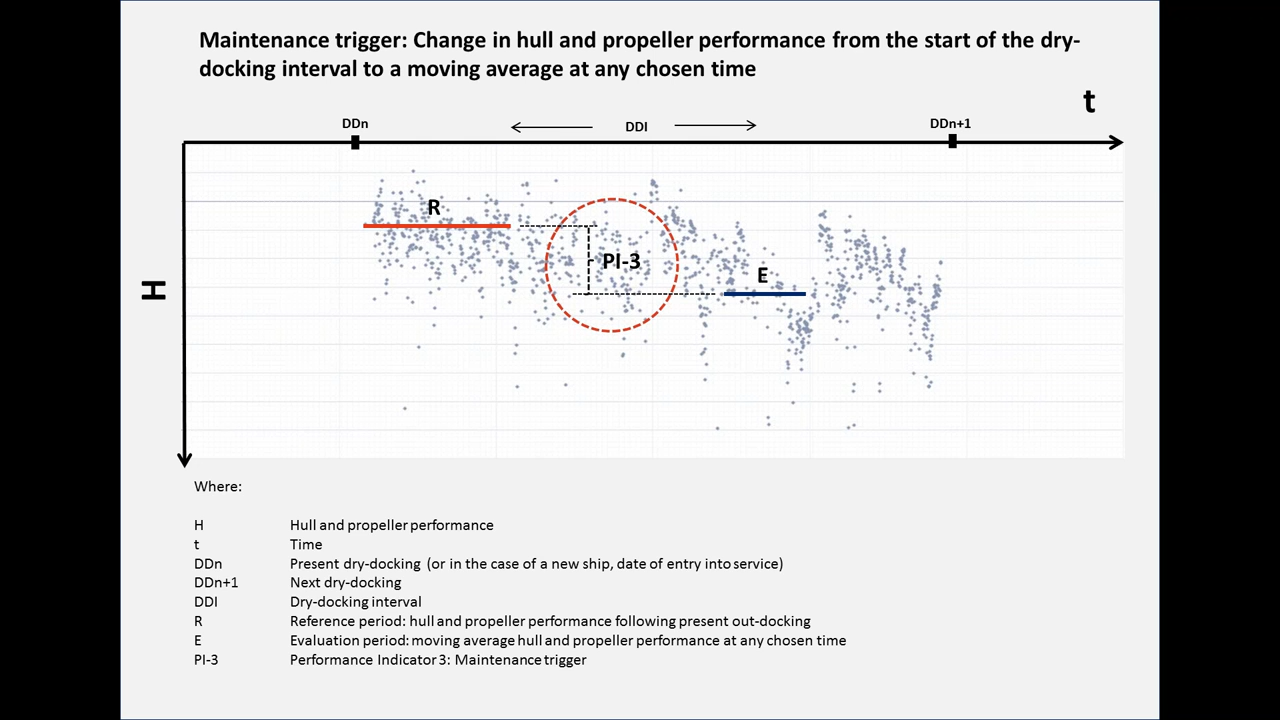 Maintenance trigger: Change in hull and propeller performance from the start of the dry-
docking interval to a moving average at any chosen time
t
DDn
DDI
DDn+1
R
PI-3
E
H
Where:
H Hull and propeller performance
t Time
DDn Present dry-docking (or in the case of a new ship, date of entry into service)
DDn+1 Next dry-docking
DDI Dry-docking interval
R Reference period: hull and propeller performance following present out-docking
E Evaluation period: moving average hull and propeller performance at any chosen time
PI-3 Performance Indicator 3: Maintenance trigger